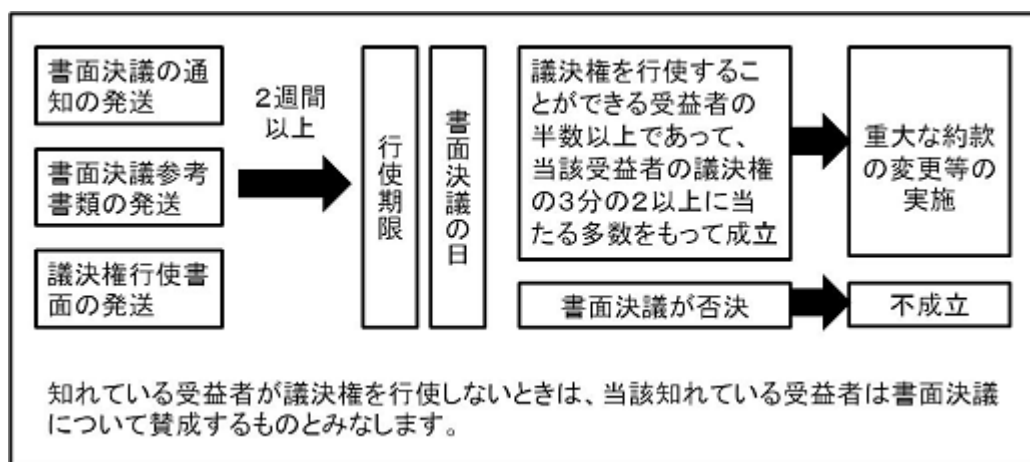 書面決議の通
知の発送
書面決議参考
書類の発送
議決権行使書
面の発送
2週間
以上
行使期限
書面決議の日
議決権を行使するこ
とができる受益者の
半数以上であって、
当該受益者の議決権
の3分の2以上に当
たる多数をもって成立
重大な約款
の変更等の
実施
書面決議が否決
不成立
知れている受益者が議決権を行使しないときは、当該知れている受益者は書面決議
について賛成するものとみなします。